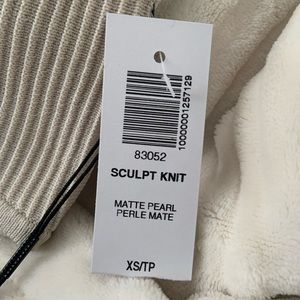 10000001257129
83052
SCULPT KNIT
MATTE PEARL
PERLE MATE
XS/TP